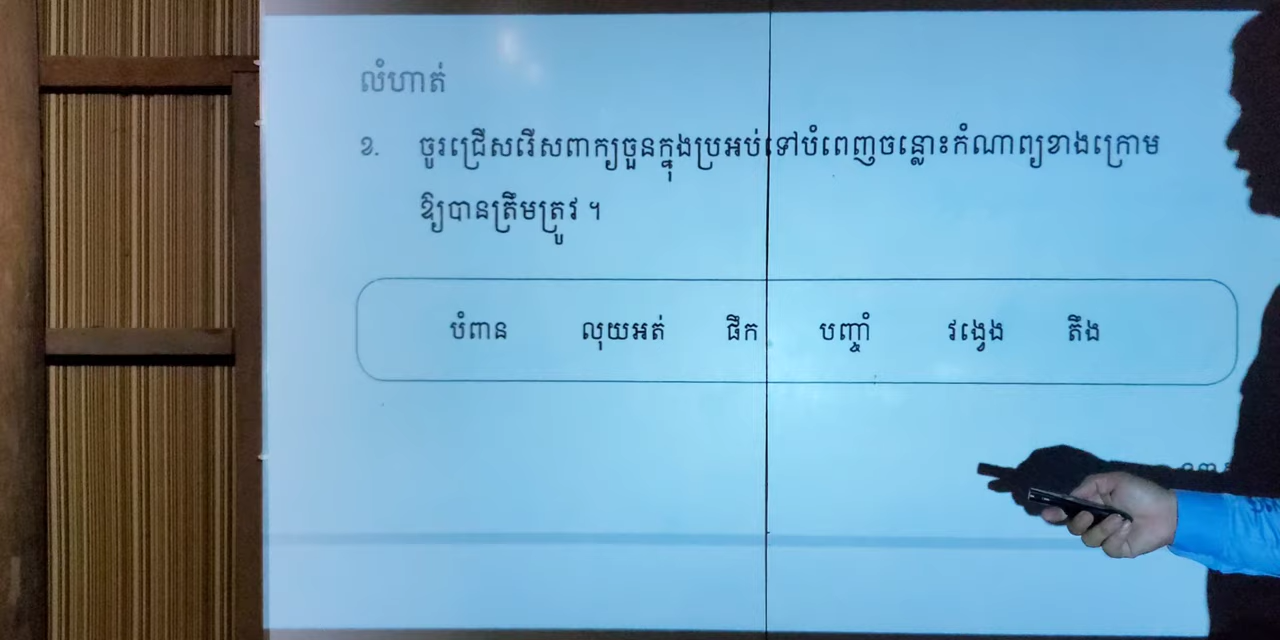 លំហាត់
ខ. ចូរជ្រើសរើសពាក្យចួនក្នុងប្រអប់ទៅបំពេញចន្លោះកំណាព្យខាងក្រោម
ឱ្យបានត្រឹមត្រូវ ។
បំពាន លុយអត់ ផឹក បញ្ចាំ វង្វេង តឹង